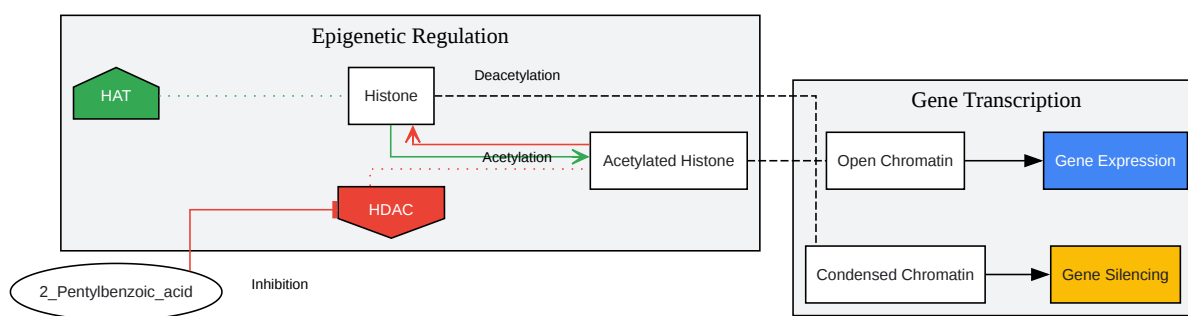 Epigenetic Regulation
HAT
Histone
Deacetylation
Acetylation
Acetylated Histone
HDAC
2_Pentylbenzoic_acid
Inhibition
Gene Transcription
Open Chromatin
Gene Expression
Condensed Chromatin
Gene Silencing